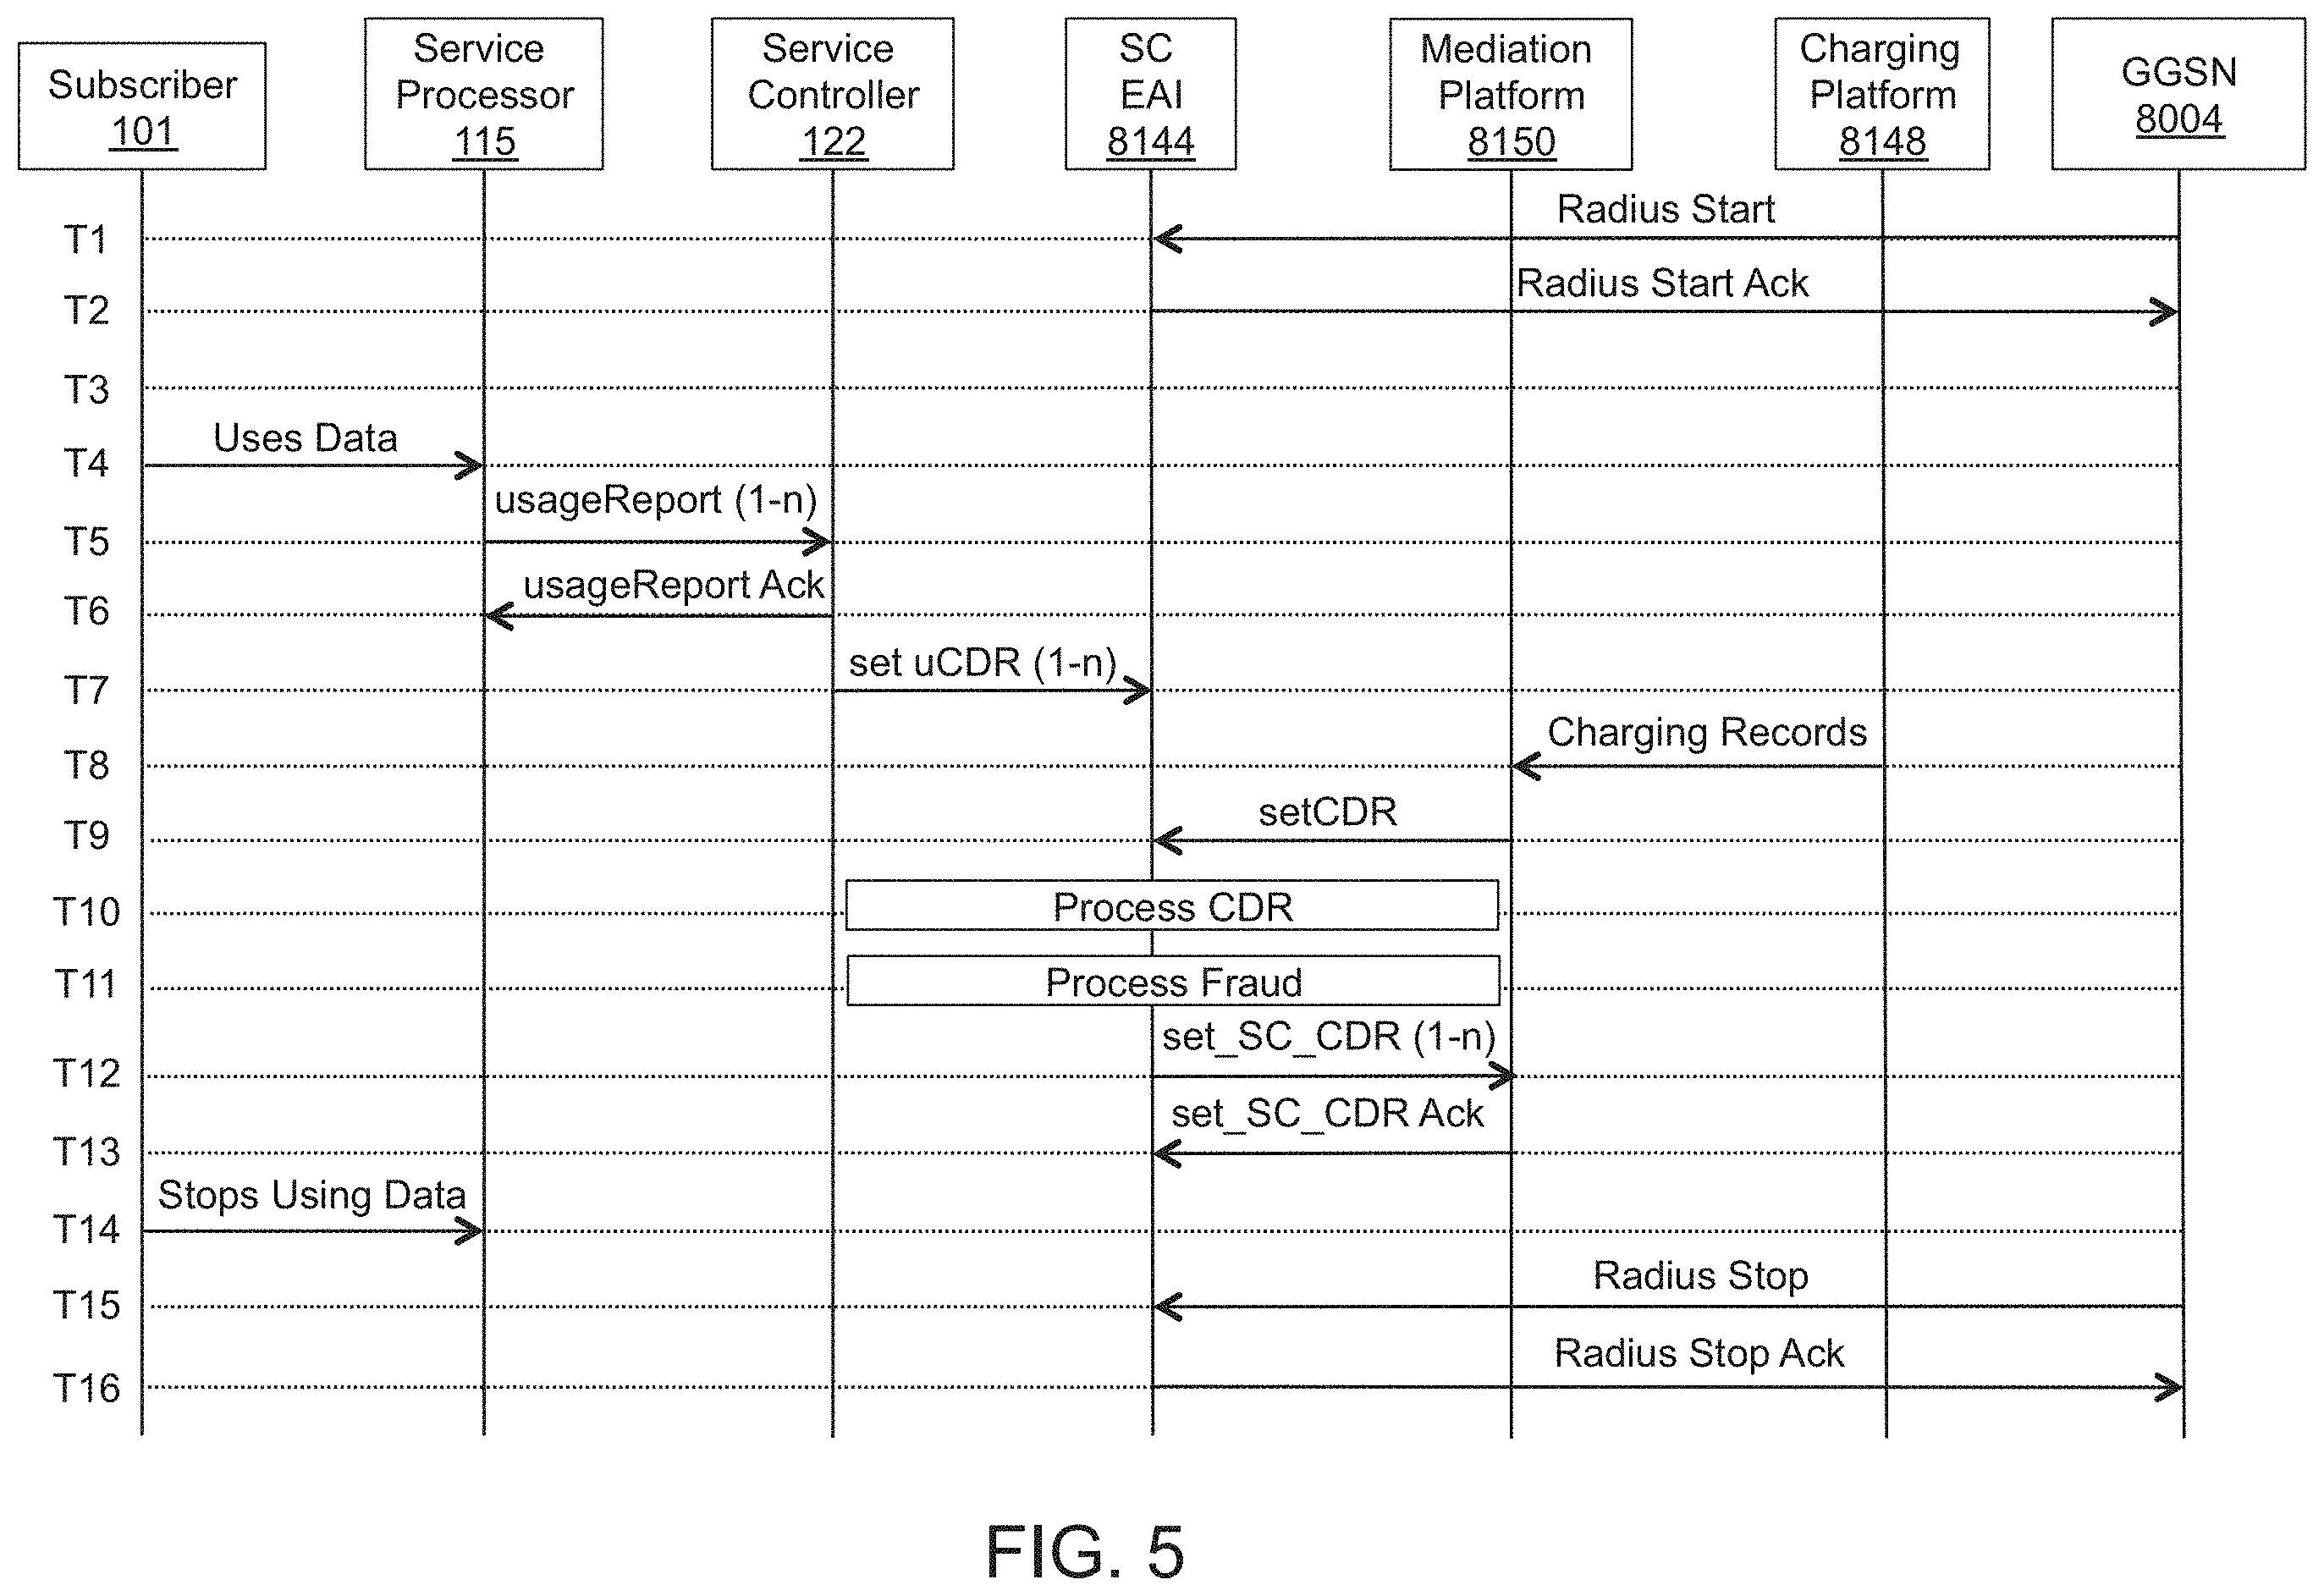 Subscriber
101
Service
Processor
115
Service
Controller
122
SC
EAI
8144
Mediation
Platform
8150
Charging
Platform
8148
GGSN
8004
Radius Start
T1
Radius Start Ack
T2
T3
Uses Data
T4
usageReport (1-n)
T5
usageReport Ack
T6
set uCDR (1-n)
T7
Charging Records
T8
setCDR
T9
Process CDR
T10
Process Fraud
T11
set_SC_CDR (1-n)
T12
set_SC_CDR Ack
T13
Stops Using Data
T14
Radius Stop
T15
Radius Stop Ack
T16
FIG. 5